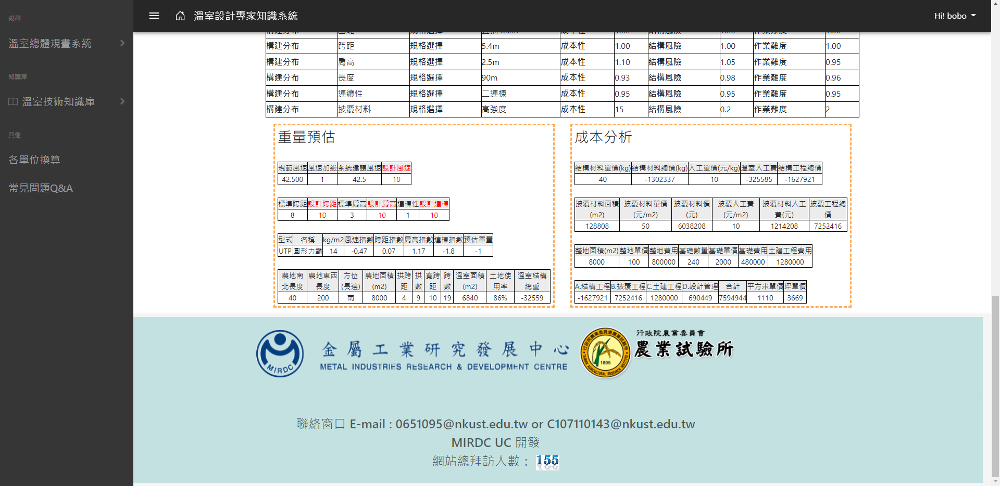 規劃
溫室總體規畫系統
知識庫
溫室技術知識庫
其他
各單位換算
常見問題Q&A
溫室設計專家知識系統
Hi! bobo
構建分布 跨距 規格選擇 5.4m 成本性 1.00 結構風險 1.00 作業難度 1.00
構建分布 肩高 規格選擇 2.5m 成本性 1.10 結構風險 1.05 作業難度 0.95
構建分布 長度 規格選擇 90m 成本性 0.93 結構風險 0.98 作業難度 0.96
構建分布 連續性 規格選擇 二連棟 成本性 0.95 結構風險 0.95 作業難度 0.95
構建分布 披覆材料 規格選擇 高強度 成本性 15 結構風險 0.2 作業難度 2
重量預估
規範風速 風速加級 系統建議風速 設計風速
42.500 1 42.5 10
標準跨距 設計跨距 標準肩高 設計肩高 連棟性 設計連棟
8 10 3 10 1 10
型式 名稱 kg/m2 風速指數 跨距指數 肩高指數 連棟指數 預估單量
UTP 圓形力霸 14 -0.47 0.07 1.17 -1.8 -1
農地南北長度 農地東西長度 方位(長邊) 農地面積(m2) 拱跨距 拱數 寬跨距 跨數 溫室面積(m2) 土地使用率 溫室結構總重
40 200 南 8000 4 9 10 19 6840 86% -32559
成本分析
結構材料單價(kg) 結構材料總價(kg) 人工單價(元/kg) 溫室人工費 結構工程總價
40 -1302337 10 -325585 -1627921
披覆材料面積(m2) 披覆材料單價(元/m2) 披覆材料價(元) 披覆人工費(元/m2) 披覆材料人工費(元) 披覆工程總價
128808 50 6038208 10 1214208 7252416
整地面積(m2) 整地單價 整地費用 基礎數量 基礎單價 基礎費用 土建工程費用
8000 100 800000 240 2000 480000 1280000
A.結構工程 B.披覆工程 C.土建工程 D.設計管理 合計 平方米單價 坪單價
-1627921 7252416 1280000 690449 7594944 1110 3669
MIRDC
金屬工業研究發展中心
METAL INDUSTRIES RESEARCH & DEVELOPMENT CENTRE
行政院農業委員會農業試驗所
1895
TAIWAN AGRICULTURAL RESEARCH INSTITUTE
行政院農業委員會
農業試驗所
聯絡窗口 E-mail : 0651095@nkust.edu.tw or C107110143@nkust.edu.tw
MIRDC UC 開發
網站總拜訪人數： 155